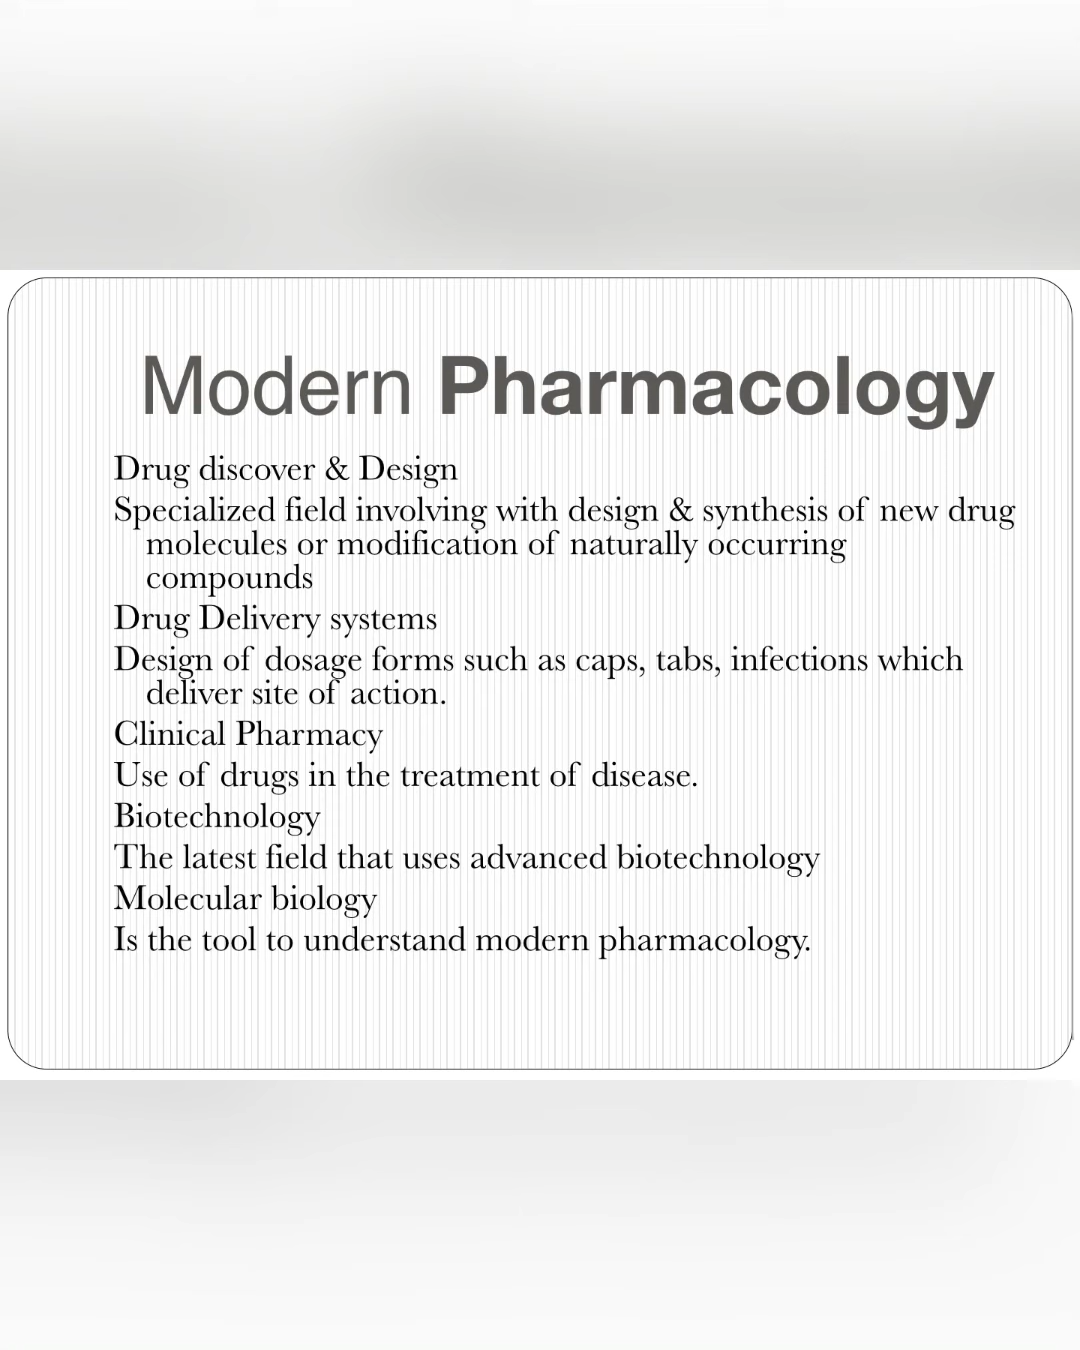 Modern Pharmacology
Drug discover & Design
Specialized field involving with design & synthesis of new drug
molecules or modification of naturally occurring
compounds
Drug Delivery systems
Design of dosage forms such as caps, tabs, infections which
deliver site of action.
Clinical Pharmacy
Use of drugs in the treatment of disease.
Biotechnology
The latest field that uses advanced biotechnology
Molecular biology
Is the tool to understand modern pharmacology.